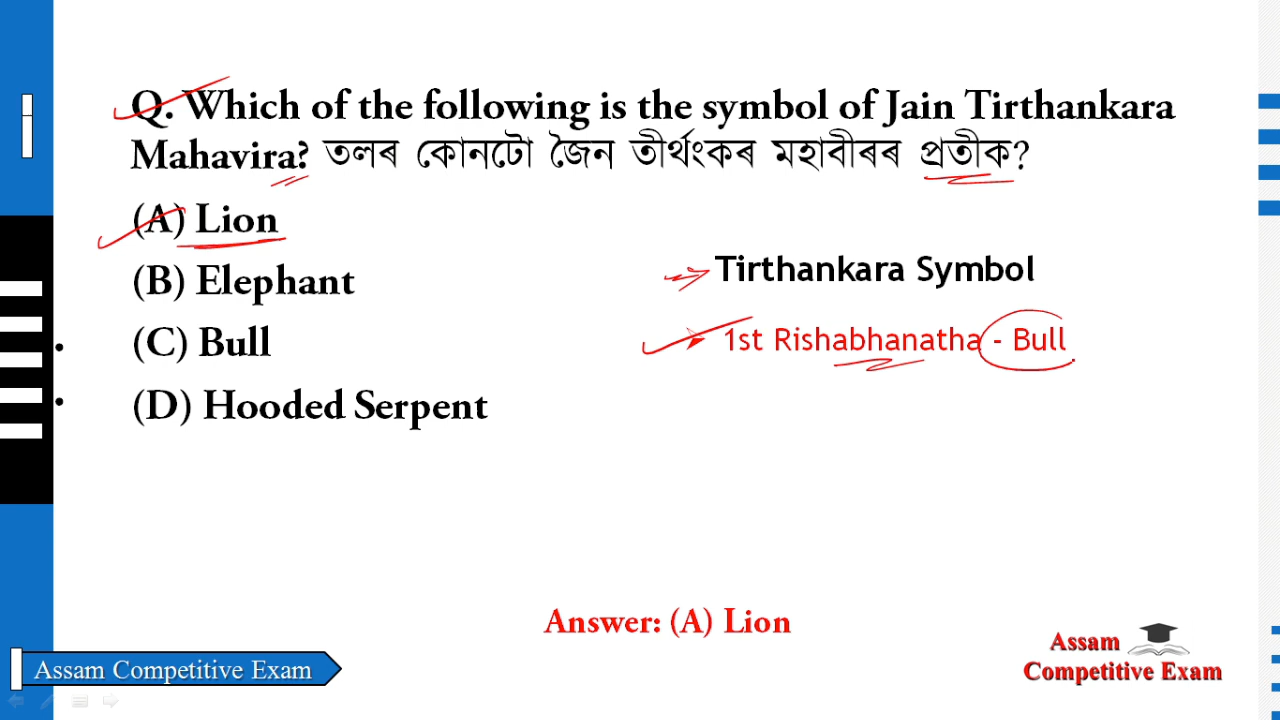 Q. Which of the following is the symbol of Jain Tirthankara
Mahavira? তলৰ কোনটো জৈন তীৰ্থংকৰ মহাবীৰৰ প্ৰতীক?
(A) Lion
(B) Elephant
(C) Bull
(D) Hooded Serpent
Tirthankara Symbol
1st Rishabhanatha - Bull
Answer: (A) Lion
Assam Competitive Exam
Assam
Competitive Exam